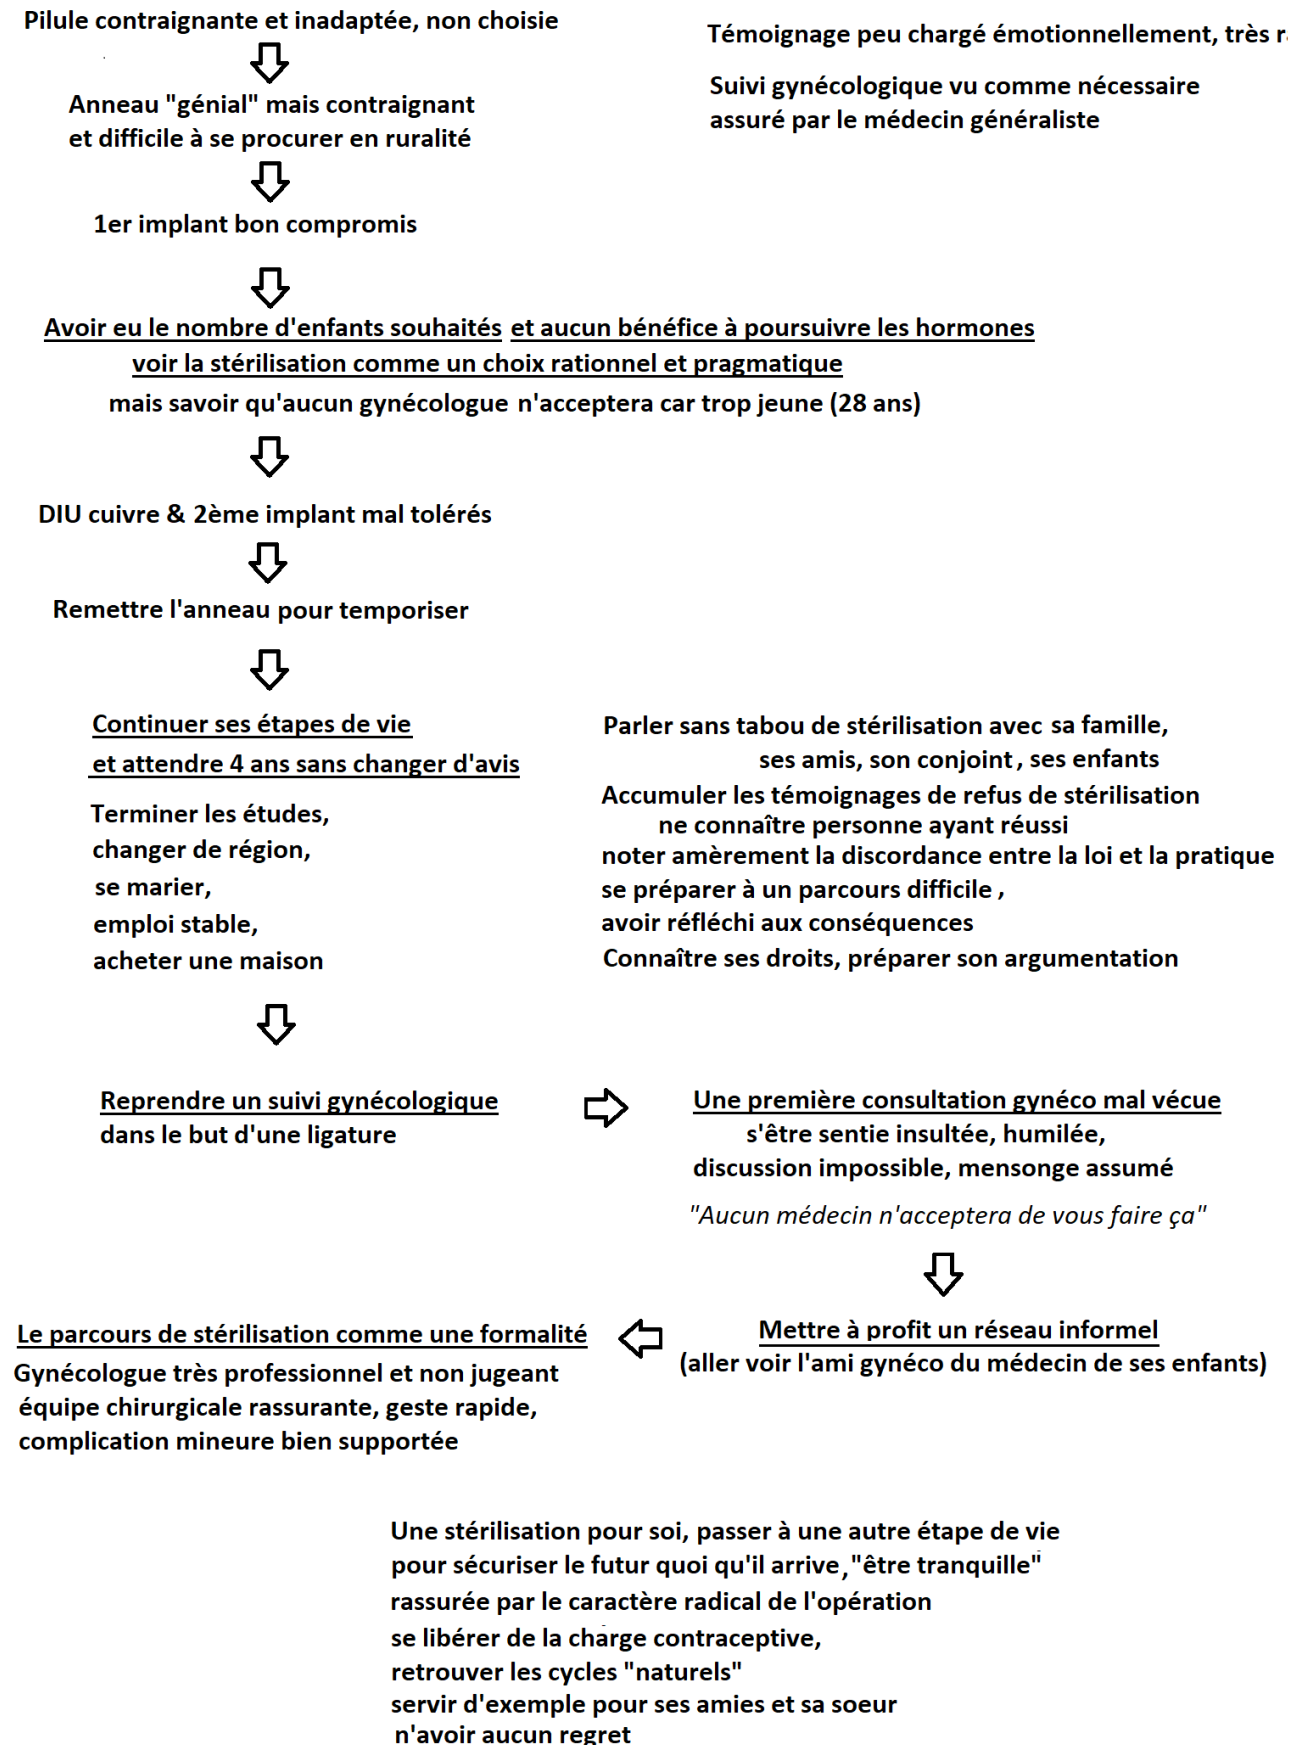 Pilule contraignante et inadaptée, non choisie
Témoignage peu chargé émotionnellement, très
Anneau "génial" mais contraignant
et difficile à se procurer en ruralité
Suivi gynécologique vu comme nécessaire
assuré par le médecin généraliste
1er implant bon compromis
Avoir eu le nombre d'enfants souhaités et aucun bénéfice à poursuivre les hormones
voir la stérilisation comme un choix rationnel et pragmatique
mais savoir qu'aucun gynécologue n'acceptera car trop jeune (28 ans)
DIU cuivre & 2ème implant mal tolérés
Remettre l'anneau pour temporiser
Continuer ses étapes de vie
et attendre 4 ans sans changer d'avis
Terminer les études,
changer de région,
se marier,
emploi stable,
acheter une maison
Parler sans tabou de stérilisation avec sa famille,
ses amis, son conjoint, ses enfants
Accumuler les témoignages de refus de stérilisation
ne connaître personne ayant réussi
noter amèrement la discordance entre la loi et la pratique
se préparer à un parcours difficile,
avoir réfléchi aux conséquences
Connaître ses droits, préparer son argumentation
Reprendre un suivi gynécologique
dans le but d'une ligature
Une première consultation gynéco mal vécue
s'être sentie insultée, humilée,
discussion impossible, mensonge assumé
"Aucun médecin n'acceptera de vous faire ça"
Mettre à profit un réseau informel
(aller voir l'ami gynéco du médecin de ses enfants)
Le parcours de stérilisation comme une formalité
Gynécologue très professionnel et non jugeant
équipe chirurgicale rassurante, geste rapide,
complication mineure bien supportée
Une stérilisation pour soi, passer à une autre étape de vie
pour sécuriser le futur quoi qu'il arrive, "être tranquille"
rassurée par le caractère radical de l'opération
se libérer de la charge contraceptive,
retrouver les cycles "naturels"
servir d'exemple pour ses amies et sa soeur
n'avoir aucun regret